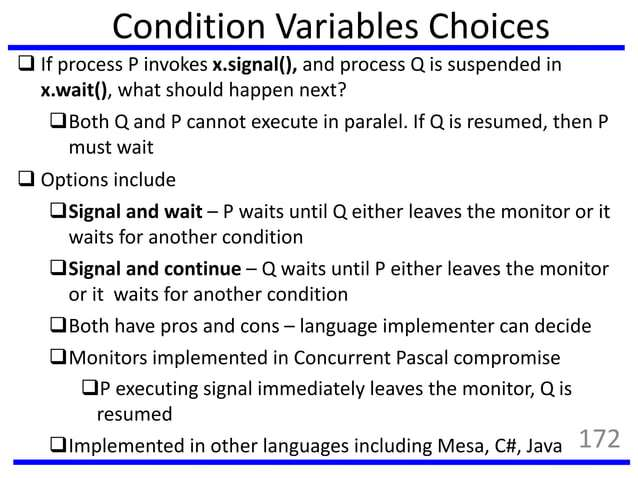 Condition Variables Choices
If process P invokes x.signal(), and process Q is suspended in
x.wait(), what should happen next?
Both Q and P cannot execute in paralel. If Q is resumed, then P
must wait
Options include
Signal and wait – P waits until Q either leaves the monitor or it
waits for another condition
Signal and continue – Q waits until P either leaves the monitor
or it waits for another condition
Both have pros and cons – language implementer can decide
Monitors implemented in Concurrent Pascal compromise
P executing signal immediately leaves the monitor, Q is
resumed
Implemented in other languages including Mesa, C#, Java
172